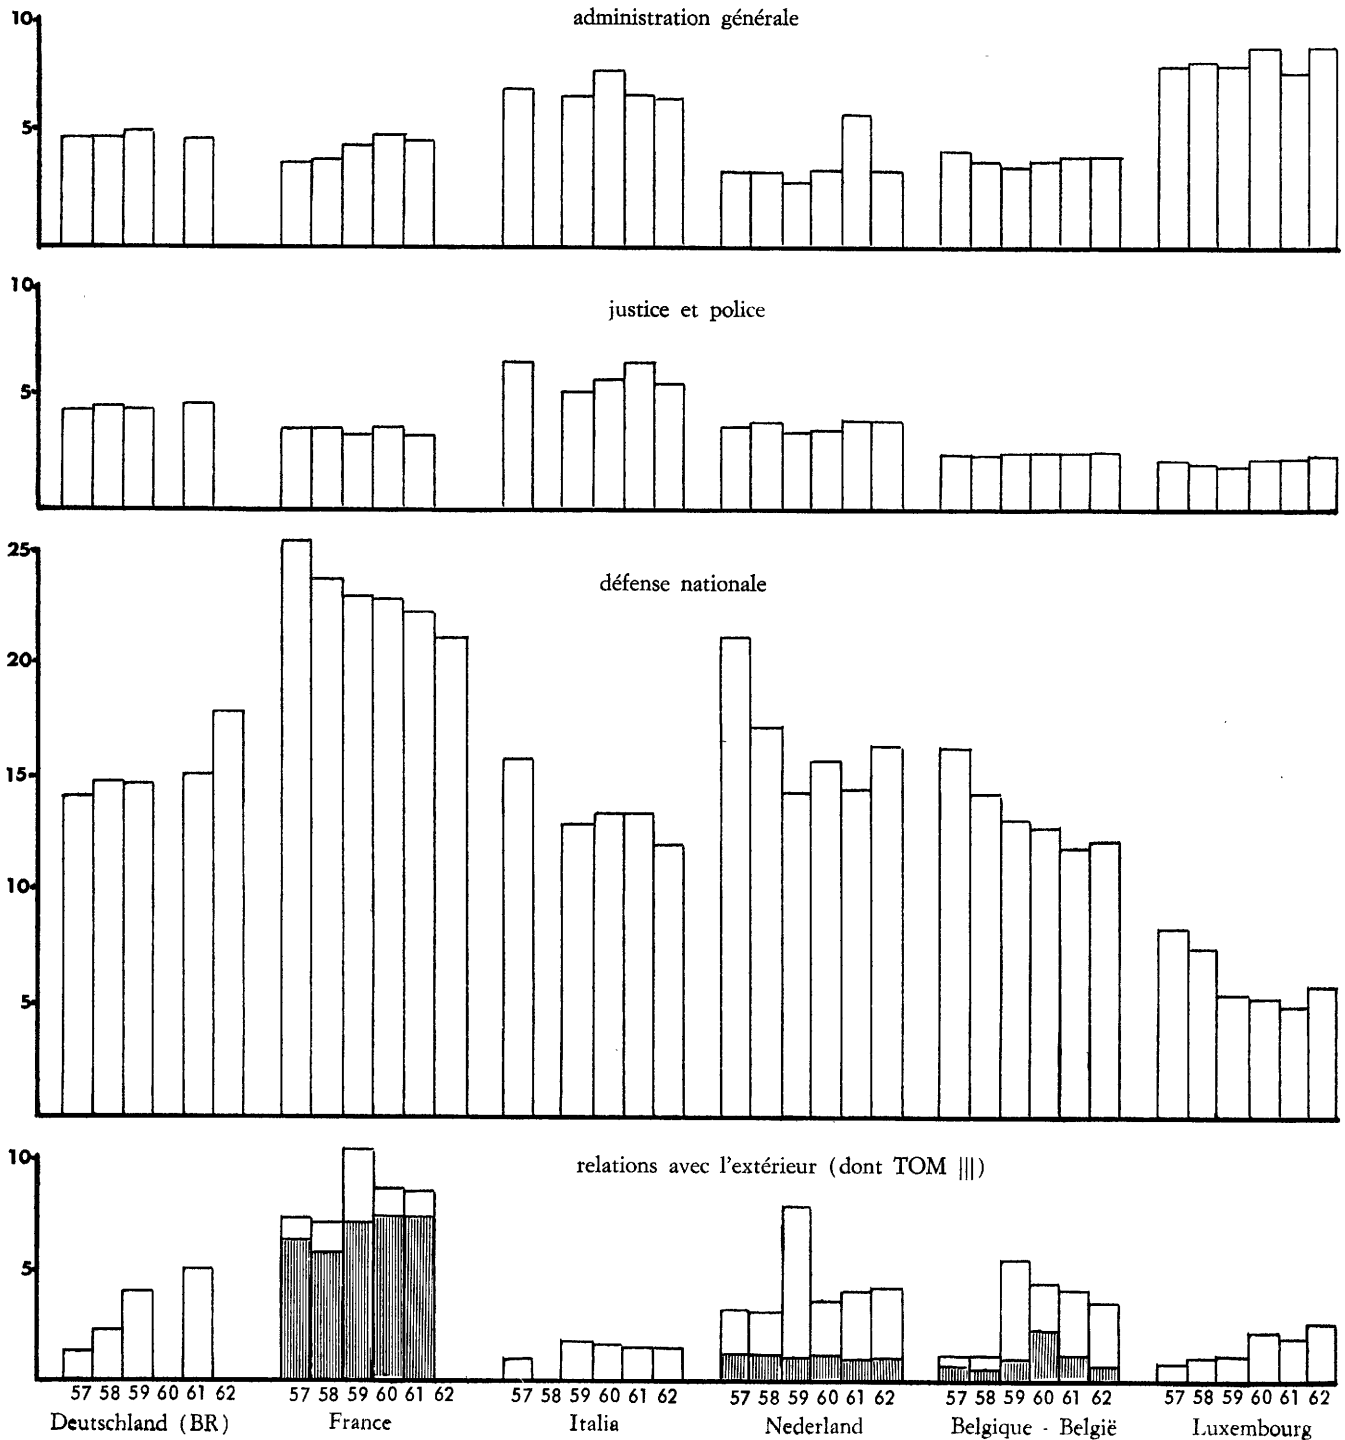 administration générale
10
5
justice et police
10
5
défense nationale
25
20
15
10
5
relations avec l'extérieur (dont TOM |||)
10
5
57 58 59 60 61 62 57 58 59 60 61 62 57 58 59 60 61 62 57 58 59 60 61 62 57 58 59 60 61 62 57 58 59 60 61 62
Deutschland (BR) France Italia Nederland Belgique - België Luxembourg